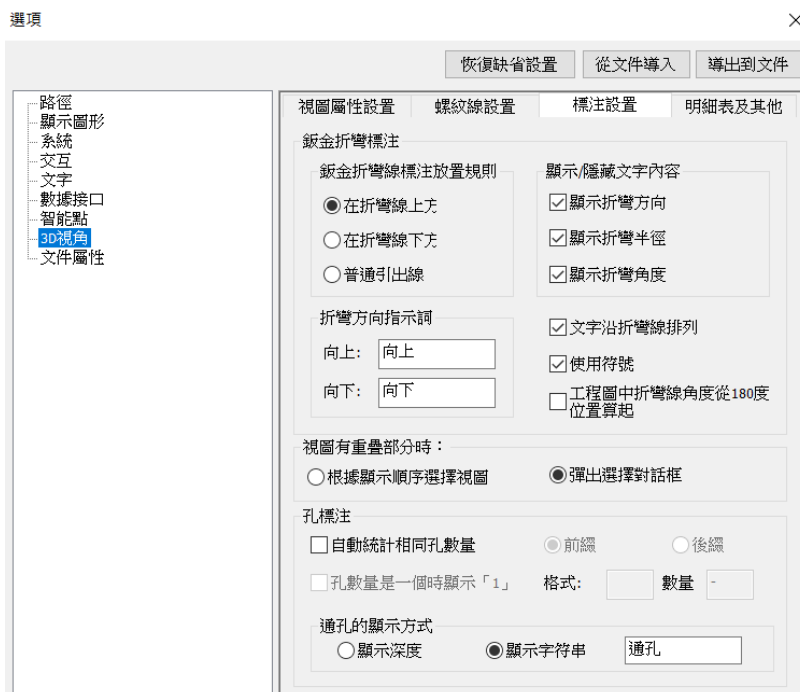 選項
恢復缺省設置 從文件導入 導出到文件
路徑
顯示圖形
系統
交互
文字
數據接口
智能點
3D視角
文件屬性
視圖屬性設置 螺紋線設置 標注設置 明細表及其他
鈑金折彎標注
鈑金折彎線標注放置規則
在折彎線上方
在折彎線下方
普通引出線
顯示/隱藏文字內容
顯示折彎方向
顯示折彎半徑
顯示折彎角度
折彎方向指示詞
向上: 向上
向下: 向下
文字沿折彎線排列
使用符號
工程圖中折彎線角度從180度
位置算起
視圖有重疊部分時：
根據顯示順序選擇視圖 彈出選擇對話框
孔標注
自動統計相同孔數量 前綴 後綴
孔數量是一個時顯示「1」 格式: 數量 -
通孔的顯示方式
顯示深度 顯示字符串 通孔